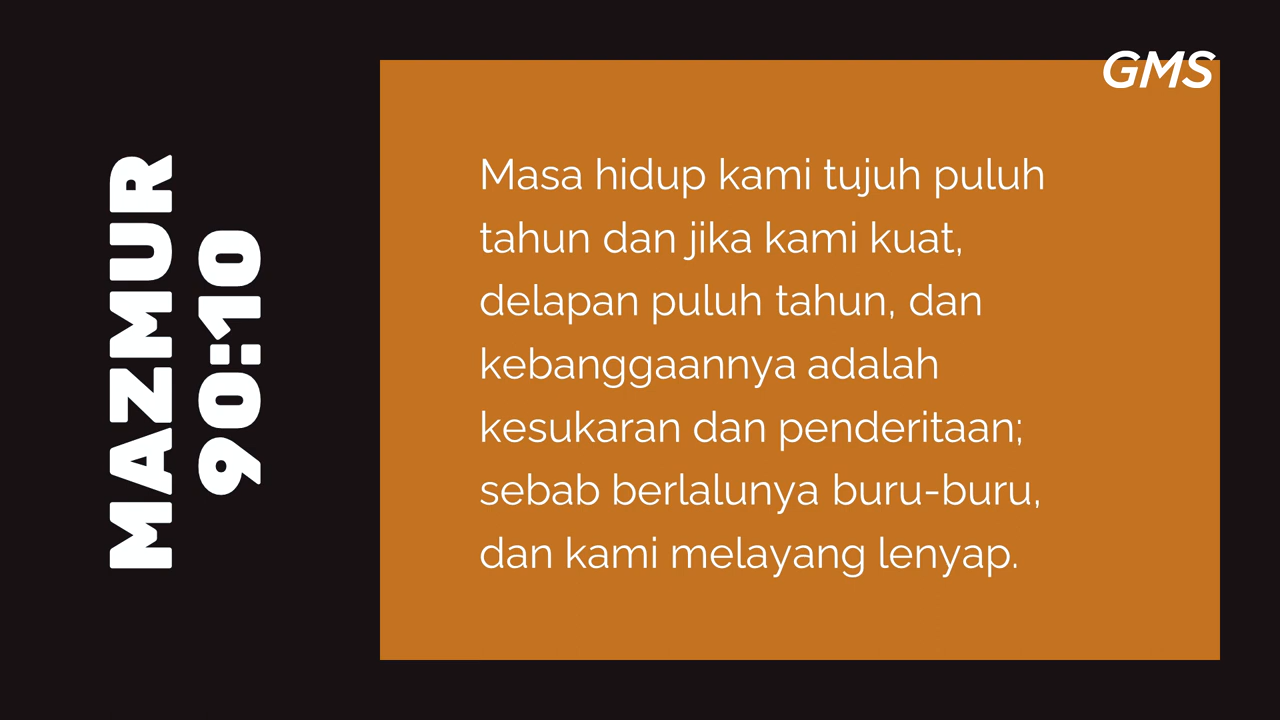 GMS
MAZMUR
90:10
Masa hidup kami tujuh puluh
tahun dan jika kami kuat,
delapan puluh tahun, dan
kebanggaannya adalah
kesukaran dan penderitaan;
sebab berlalunya buru-buru,
dan kami melayang lenyap.